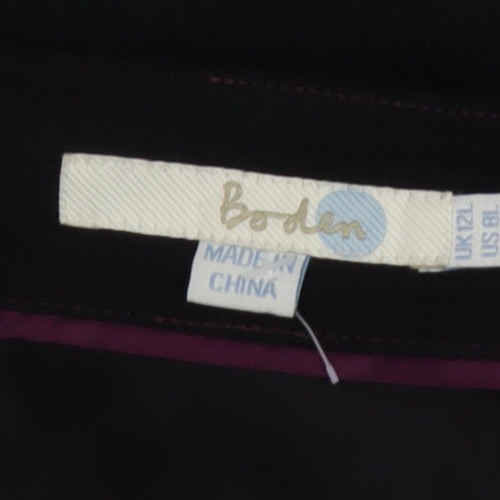 Boden
MADE IN
CHINA
UK12L
US 8L